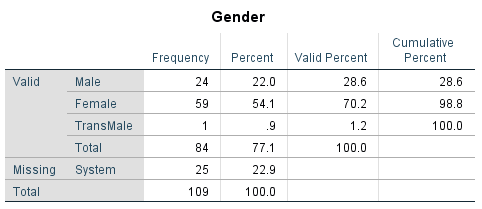 Gender
Frequency Percent Valid Percent Cumulative Percent
Valid Male 24 22.0 28.6 28.6
Female 59 54.1 70.2 98.8
TransMale 1 .9 1.2 100.0
Total 84 77.1 100.0
Missing System 25 22.9
Total 109 100.0